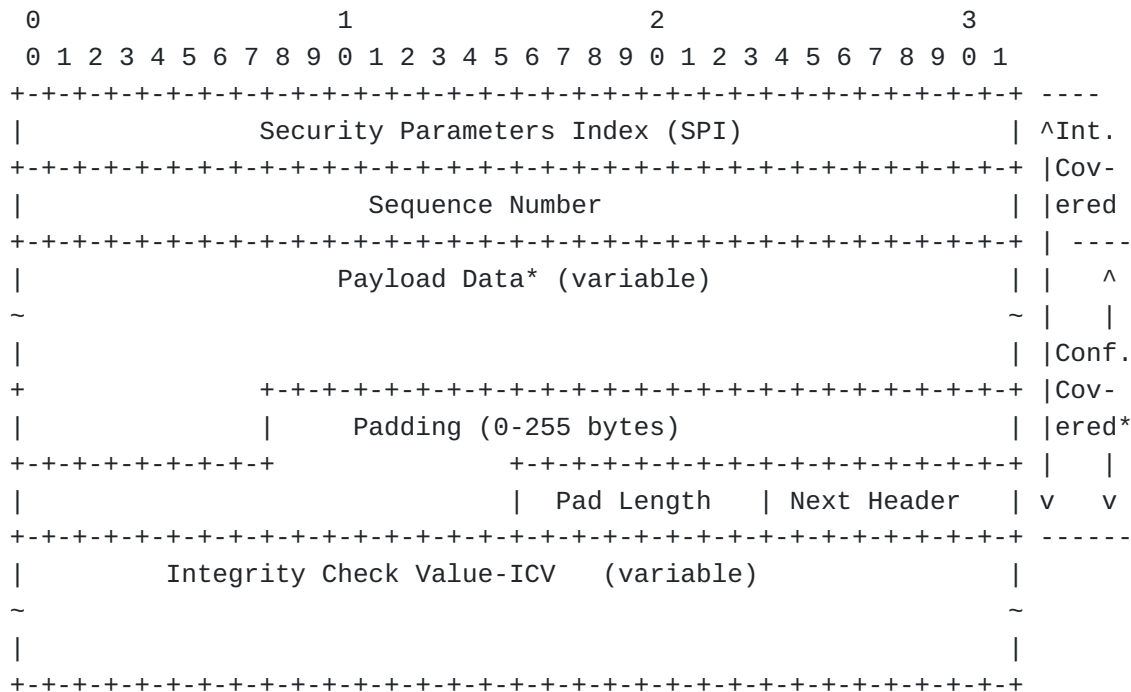 0                   1                   2                   3
 0 1 2 3 4 5 6 7 8 9 0 1 2 3 4 5 6 7 8 9 0 1 2 3 4 5 6 7 8 9 0 1
+-+-+-+-+-+-+-+-+-+-+-+-+-+-+-+-+-+-+-+-+-+-+-+-+-+-+-+-+-+-+-+-+ ----
|               Security Parameters Index (SPI)                 | ^Int.
+-+-+-+-+-+-+-+-+-+-+-+-+-+-+-+-+-+-+-+-+-+-+-+-+-+-+-+-+-+-+-+-+ |Cov-
|                      Sequence Number                          | |ered
+-+-+-+-+-+-+-+-+-+-+-+-+-+-+-+-+-+-+-+-+-+-+-+-+-+-+-+-+-+-+-+-+ | ----
|                    Payload Data* (variable)                   | |   ^
~                                                               ~ |   |
|                                                               | |Conf.
+               +-+-+-+-+-+-+-+-+-+-+-+-+-+-+-+-+-+-+-+-+-+-+-+-+ |Cov-
|               |     Padding (0-255 bytes)                     | |ered*
+-+-+-+-+-+-+-+-+               +-+-+-+-+-+-+-+-+-+-+-+-+-+-+-+-+ |   |
|                               |  Pad Length   | Next Header   | v   v
+-+-+-+-+-+-+-+-+-+-+-+-+-+-+-+-+-+-+-+-+-+-+-+-+-+-+-+-+-+-+-+-+ ------
|         Integrity Check Value-ICV   (variable)                |
~                                                               ~
|                                                               |
+-+-+-+-+-+-+-+-+-+-+-+-+-+-+-+-+-+-+-+-+-+-+-+-+-+-+-+-+-+-+-+-+